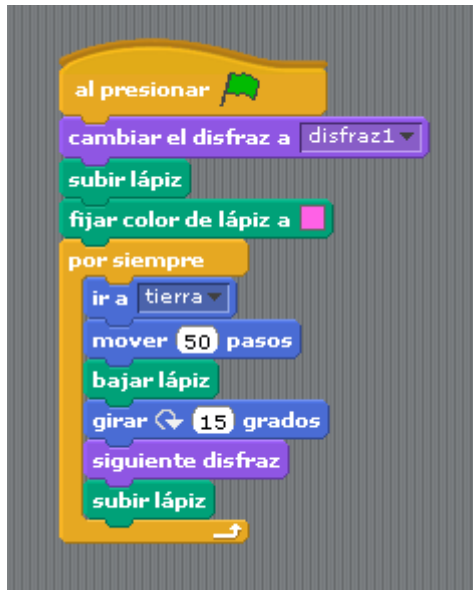 al presionar
cambiar el disfraz a disfraz1
subir lápiz
fijar color de lápiz a
por siempre
ir a tierra
mover 50 pasos
bajar lápiz
girar 15 grados
siguiente disfraz
subir lápiz